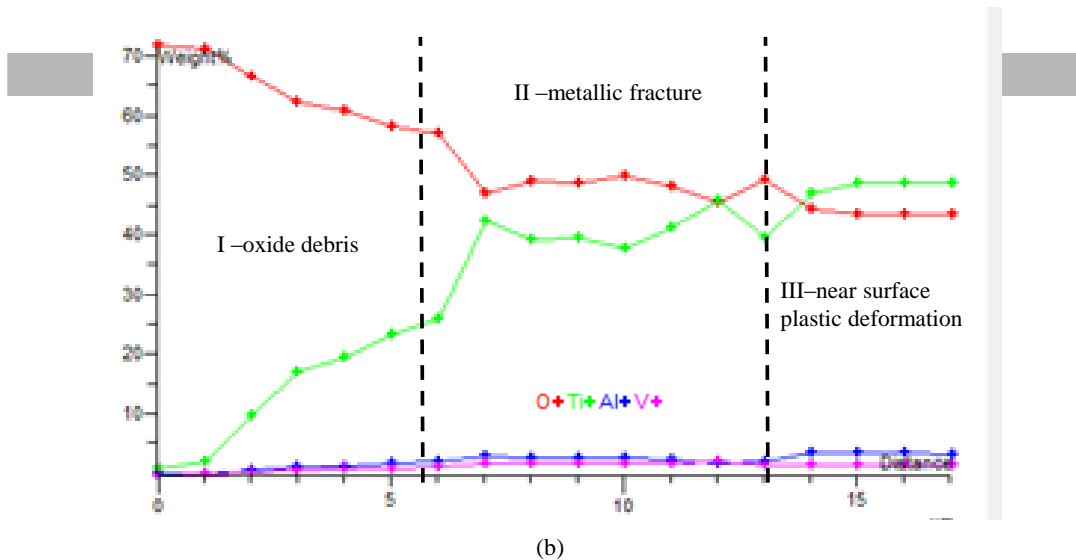 Weight%
70
60
50
40
30
20
10
II –metallic fracture
I –oxide debris
III–near surface
plastic deformation
O Ti Al V
Distance
0
5
10
15
(b)